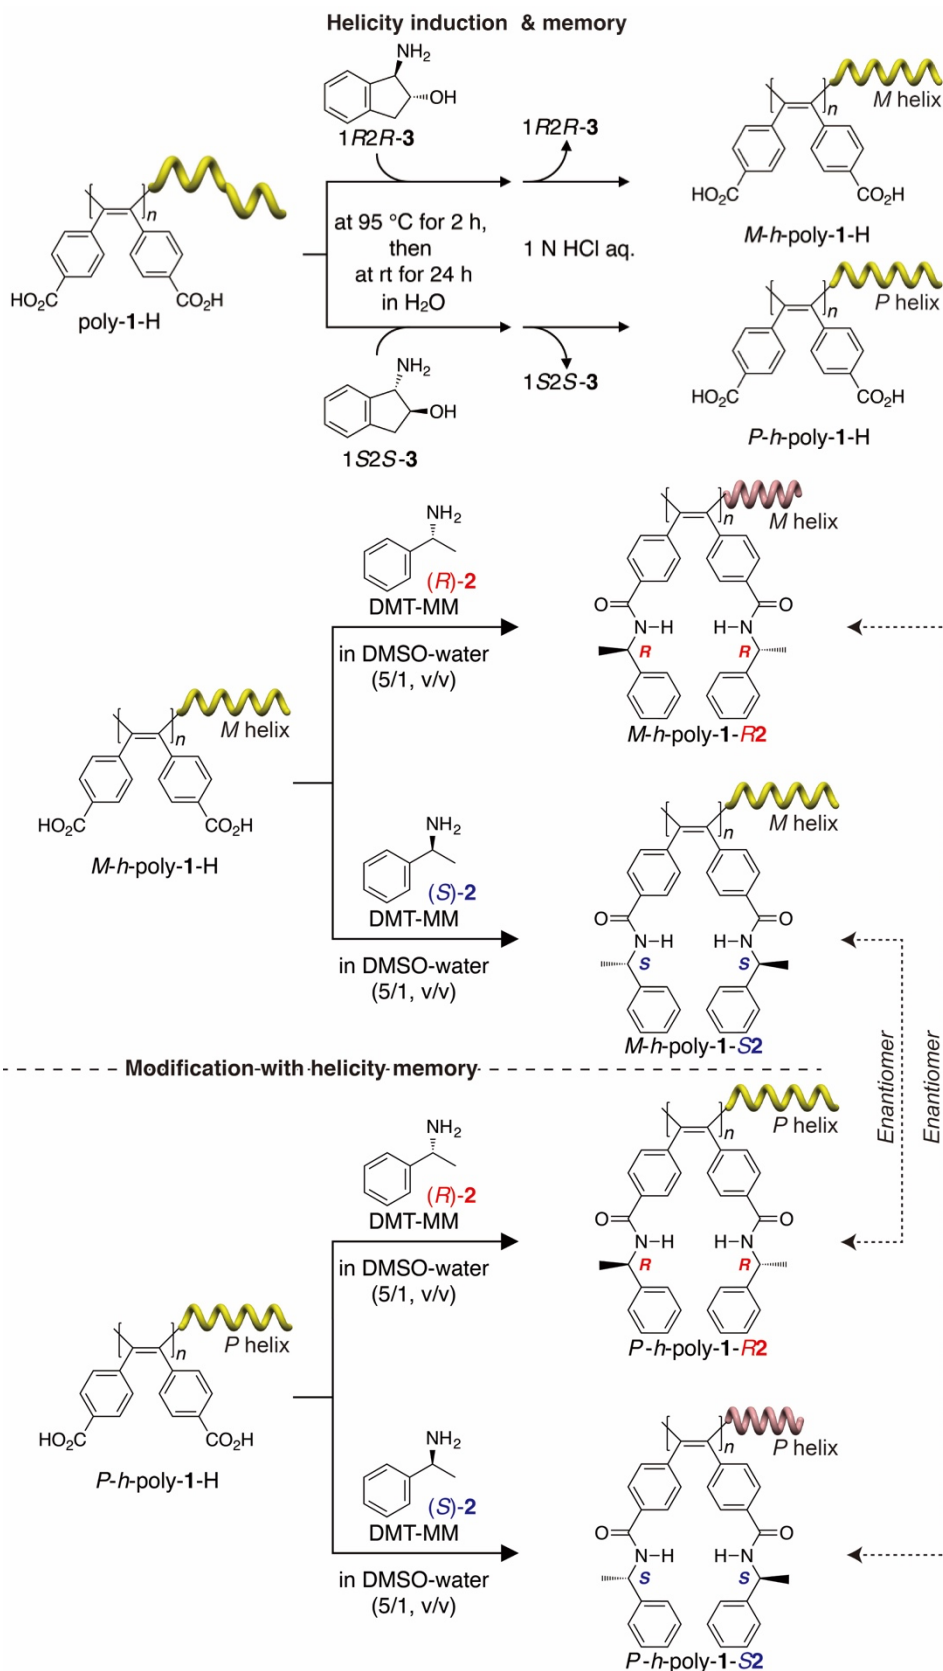 Helicity induction & memory
NH2
OH
1R2R-3
1R2R-3
n
M helix
HO2C
CO2H
M-h-poly-1-H
n
HO2C
CO2H
poly-1-H
at 95 °C for 2 h,
then
at rt for 24 h
in H2O
1 N HCl aq.
NH2
OH
1S2S-3
1S2S-3
n
P helix
HO2C
CO2H
P-h-poly-1-H
NH2
(R)-2
DMT-MM
in DMSO-water
(5/1, v/v)
n
M helix
O
O
N-H
H-N
R
R
M-h-poly-1-R2
n
M helix
HO2C
CO2H
M-h-poly-1-H
NH2
(S)-2
DMT-MM
in DMSO-water
(5/1, v/v)
n
M helix
O
O
N-H
H-N
S
S
M-h-poly-1-S2
Enantiomer
Enantiomer
Modification with helicity memory
NH2
(R)-2
DMT-MM
in DMSO-water
(5/1, v/v)
n
P helix
O
O
N-H
H-N
R
R
P-h-poly-1-R2
n
P helix
HO2C
CO2H
P-h-poly-1-H
NH2
(S)-2
DMT-MM
in DMSO-water
(5/1, v/v)
n
P helix
O
O
N-H
H-N
S
S
P-h-poly-1-S2